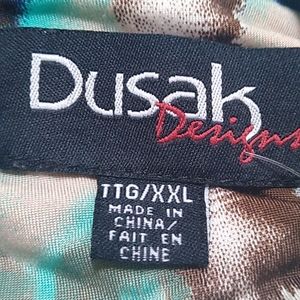 Dusak
Designs
TTG/XXL
MADE IN
CHINA/
FAIT EN
CHINE